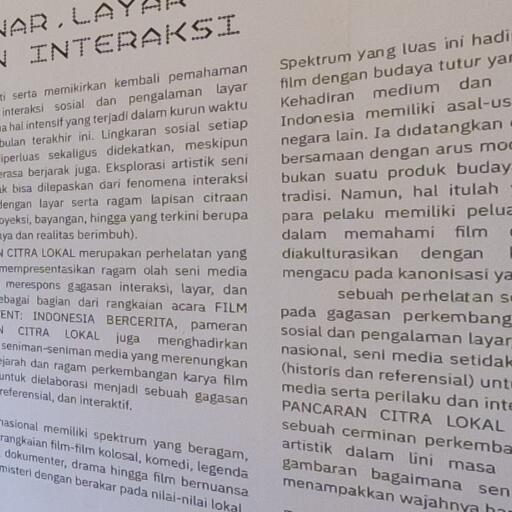 NAR, LAYAR
N INTERAKSI
ti serta memikirkan kembali pemahaman
interaksi sosial dan pengalaman layar
a hal intensif yang terjadi dalam kurun waktu
bulan terakhir ini. Lingkaran sosial setiap
iperluas sekaligus didekatkan, meskipun
erasa berjarak juga. Eksplorasi artistik seni
ak bisa dilepaskan dari fenomena interaksi
dengan layar serta ragam lapisan citraan
oyeksi, bayangan, hingga yang terkini berupa
ya dan realitas berimbuh).
N CITRA LOKAL merupakan perhelatan yang
mempresentasikan ragam olah seni media
merespons gagasan interaksi, layar, dan
ebagai bagian dari rangkaian acara FILM
ENT: INDONESIA BERCERITA, pameran
N CITRA LOKAL juga menghadirkan
seniman-seniman media yang merenungkan
ejarah dan ragam perkembangan karya film
untuk dielaborasi menjadi sebuah gagasan
referensial, dan interaktif.
nasional memiliki spektrum yang beragam,
rangkaian film-film kolosal, komedi, legenda
dokumenter, drama hingga film bernuansa
misteri dengan berakar pada nilai-nilai lokal.
Spektrum yang luas ini hadi
film dengan budaya tutur yan
Kehadiran medium dan
Indonesia memiliki asal-us
negara lain. Ia didatangkan
bersamaan dengan arus mod
bukan suatu produk buday
tradisi. Namun, hal itulah
para pelaku memiliki pelua
dalam memahami film
diakulturasikan dengan
mengacu pada kanonisasi ya
sebuah perhelatan se
pada gagasan perkembang
sosial dan pengalaman layar
nasional, seni media setidak
(historis dan referensial) untu
media serta perilaku dan inte
PANCARAN CITRA LOKAL
sebuah cerminan perkemba
artistik dalam lini masa
gambaran bagaimana seni
menampakkan wajahnya ba